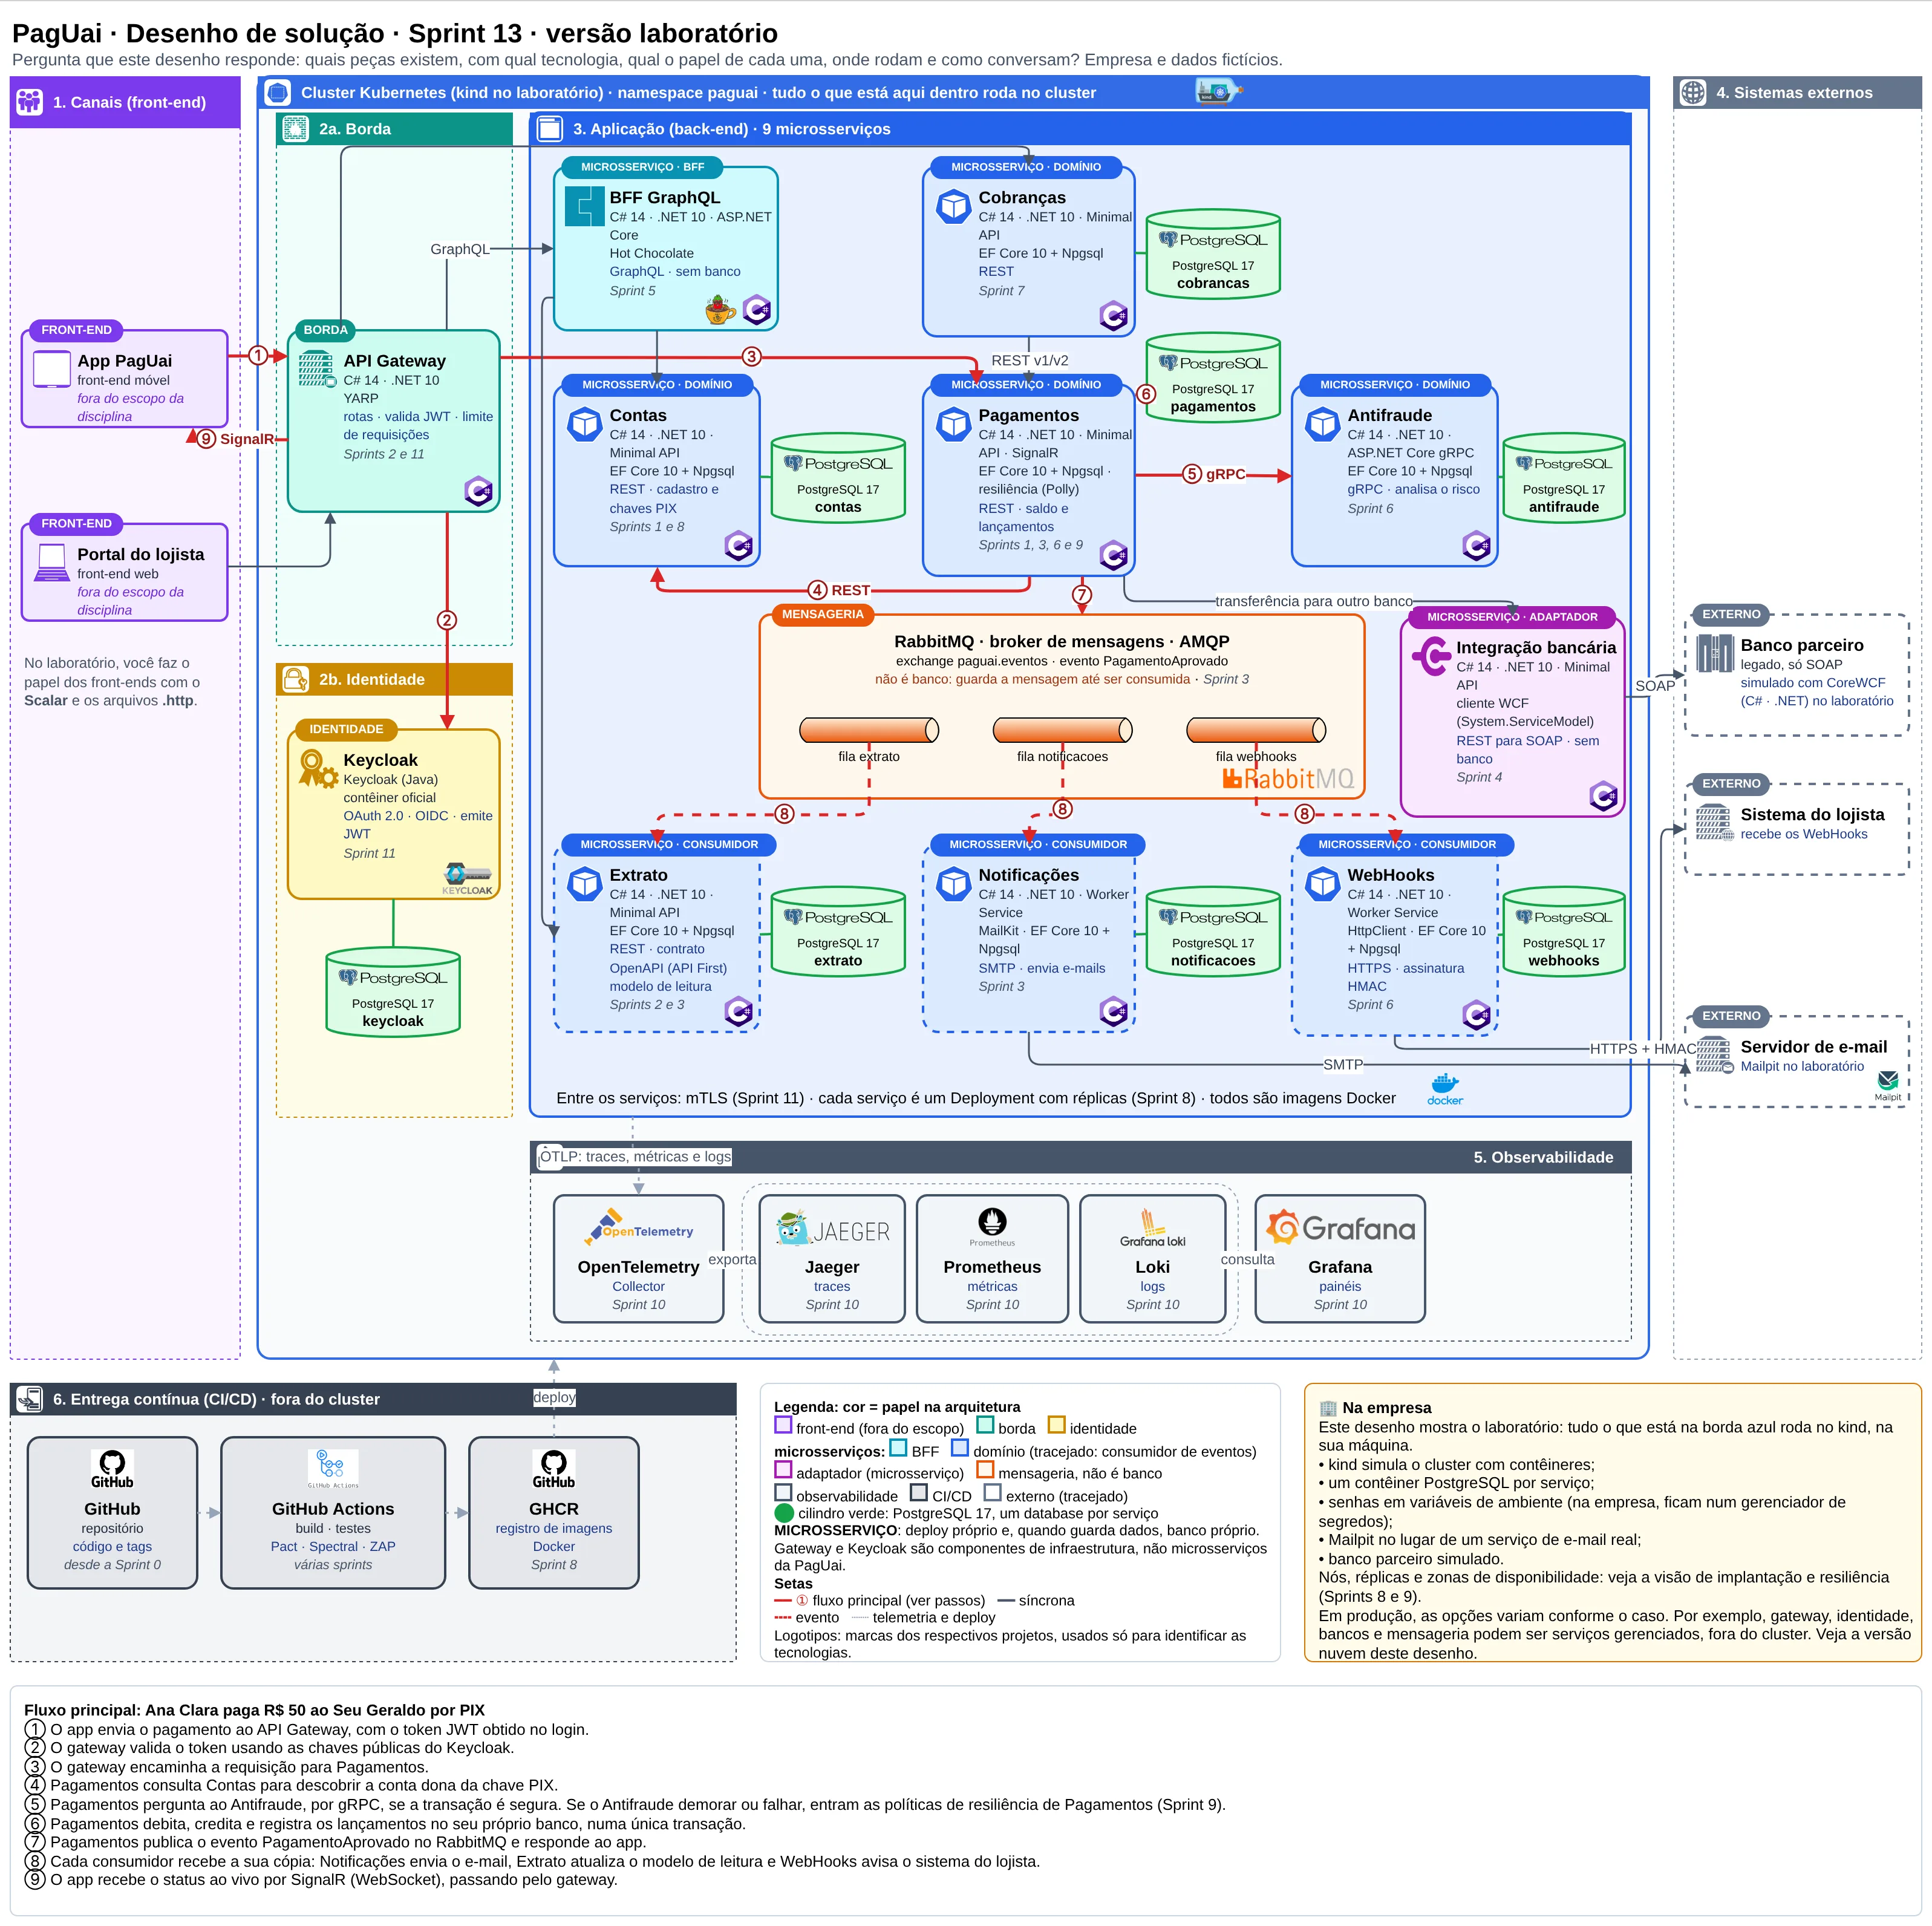 PagUai · Desenho de solução · Sprint 13 · versão laboratório
Pergunta que este desenho responde: quais peças existem, com qual tecnologia, qual o papel de cada uma, onde rodam e como conversam? Empresa e dados fictícios.
1. Canais (front-end)
FRONT-END
App PagUai
front-end móvel
fora do escopo da
disciplina
1
9 SignalR
FRONT-END
Portal do lojista
front-end web
fora do escopo da
disciplina
No laboratório, você faz o
papel dos front-ends com o
Scalar e os arquivos .http.
Cluster Kubernetes (kind no laboratório) · namespace paguai · tudo o que está aqui dentro roda no cluster
2a. Borda
GraphQL
BORDA
API Gateway
C# 14 · .NET 10
YARP
rotas · valida JWT · limite
de requisições
Sprints 2 e 11
2
2b. Identidade
IDENTIDADE
Keycloak
Keycloak (Java)
contêiner oficial
OAuth 2.0 · OIDC · emite
JWT
Sprint 11
KEYCLOAK
PostgreSQL
PostgreSQL 17
keycloak
3. Aplicação (back-end) · 9 microsserviços
MICROSSERVIÇO · BFF
BFF GraphQL
C# 14 · .NET 10 · ASP.NET
Core
Hot Chocolate
GraphQL · sem banco
Sprint 5
MICROSSERVIÇO · DOMÍNIO
Cobranças
C# 14 · .NET 10 · Minimal
API
EF Core 10 + Npgsql
REST
Sprint 7
PostgreSQL
PostgreSQL 17
cobrancas
3
REST v1/v2
MICROSSERVIÇO · DOMÍNIO
Contas
C# 14 · .NET 10 ·
Minimal API
EF Core 10 + Npgsql
REST · cadastro e
chaves PIX
Sprints 1 e 8
PostgreSQL
PostgreSQL 17
contas
MICROSSERVIÇO · DOMÍNIO
Pagamentos
C# 14 · .NET 10 · Minimal
API · SignalR
EF Core 10 + Npgsql ·
resiliência (Polly)
REST · saldo e
lançamentos
Sprints 1, 3, 6 e 9
6
PostgreSQL
PostgreSQL 17
pagamentos
5 gRPC
MICROSSERVIÇO · DOMÍNIO
Antifraude
C# 14 · .NET 10 ·
ASP.NET Core gRPC
EF Core 10 + Npgsql
gRPC · analisa o risco
Sprint 6
PostgreSQL
PostgreSQL 17
antifraude
4 REST
7
transferência para outro banco
MENSAGERIA
RabbitMQ · broker de mensagens · AMQP
exchange paguai.eventos · evento PagamentoAprovado
não é banco: guarda a mensagem até ser consumida · Sprint 3
fila extrato
fila notificacoes
fila webhooks
RabbitMQ
8
8
8
MICROSSERVIÇO · ADAPTADOR
Integração bancária
C# 14 · .NET 10 · Minimal
API
cliente WCF
(System.ServiceModel)
REST para SOAP · sem
banco
Sprint 4
SOAP
MICROSSERVIÇO · CONSUMIDOR
Extrato
C# 14 · .NET 10 ·
Minimal API
EF Core 10 + Npgsql
REST · contrato
OpenAPI (API First)
modelo de leitura
Sprints 2 e 3
PostgreSQL
PostgreSQL 17
extrato
MICROSSERVIÇO · CONSUMIDOR
Notificações
C# 14 · .NET 10 · Worker
Service
MailKit · EF Core 10 +
Npgsql
SMTP · envia e-mails
Sprint 3
PostgreSQL
PostgreSQL 17
notificacoes
MICROSSERVIÇO · CONSUMIDOR
WebHooks
C# 14 · .NET 10 ·
Worker Service
HttpClient · EF Core 10
+ Npgsql
HTTPS · assinatura
HMAC
Sprint 6
PostgreSQL
PostgreSQL 17
webhooks
HTTPS + HMAC
SMTP
Entre os serviços: mTLS (Sprint 11) · cada serviço é um Deployment com réplicas (Sprint 8) · todos são imagens Docker
docker
4. Sistemas externos
EXTERNO
Banco parceiro
legado, só SOAP
simulado com CoreWCF
(C# · .NET) no laboratório
EXTERNO
Sistema do lojista
recebe os WebHooks
EXTERNO
Servidor de e-mail
Mailpit no laboratório
Mailpit
OTLP: traces, métricas e logs
5. Observabilidade
OpenTelemetry
OpenTelemetry
Collector
Sprint 10
exporta
JAEGER
Jaeger
traces
Sprint 10
Prometheus
Prometheus
métricas
Sprint 10
Grafana loki
Loki
logs
Sprint 10
consulta
Grafana
Grafana
painéis
Sprint 10
6. Entrega contínua (CI/CD) · fora do cluster
deploy
GitHub
GitHub
repositório
código e tags
desde a Sprint 0
GitHub Actions
GitHub Actions
build · testes
Pact · Spectral · ZAP
várias sprints
GitHub
GHCR
registro de imagens
Docker
Sprint 8
Legenda: cor = papel na arquitetura
front-end (fora do escopo) borda identidade
microsserviços: BFF domínio (tracejado: consumidor de eventos)
adaptador (microsserviço) mensageria, não é banco
observabilidade CI/CD externo (tracejado)
cilindro verde: PostgreSQL 17, um database por serviço
MICROSSERVIÇO: deploy próprio e, quando guarda dados, banco próprio.
Gateway e Keycloak são componentes de infraestrutura, não microsserviços
da PagUai.
Setas
① fluxo principal (ver passos) síncrona
evento telemetria e deploy
Logotipos: marcas dos respectivos projetos, usados só para identificar as
tecnologias.
Na empresa
Este desenho mostra o laboratório: tudo o que está na borda azul roda no kind, na
sua máquina.
• kind simula o cluster com contêineres;
• um contêiner PostgreSQL por serviço;
• senhas em variáveis de ambiente (na empresa, ficam num gerenciador de
segredos);
• Mailpit no lugar de um serviço de e-mail real;
• banco parceiro simulado.
Nós, réplicas e zonas de disponibilidade: veja a visão de implantação e resiliência
(Sprints 8 e 9).
Em produção, as opções variam conforme o caso. Por exemplo, gateway, identidade,
bancos e mensageria podem ser serviços gerenciados, fora do cluster. Veja a versão
nuvem deste desenho.
Fluxo principal: Ana Clara paga R$ 50 ao Seu Geraldo por PIX
① O app envia o pagamento ao API Gateway, com o token JWT obtido no login.
② O gateway valida o token usando as chaves públicas do Keycloak.
③ O gateway encaminha a requisição para Pagamentos.
④ Pagamentos consulta Contas para descobrir a conta dona da chave PIX.
⑤ Pagamentos pergunta ao Antifraude, por gRPC, se a transação é segura. Se o Antifraude demorar ou falhar, entram as políticas de resiliência de Pagamentos (Sprint 9).
⑥ Pagamentos debita, credita e registra os lançamentos no seu próprio banco, numa única transação.
⑦ Pagamentos publica o evento PagamentoAprovado no RabbitMQ e responde ao app.
⑧ Cada consumidor recebe a sua cópia: Notificações envia o e-mail, Extrato atualiza o modelo de leitura e WebHooks avisa o sistema do lojista.
⑨ O app recebe o status ao vivo por SignalR (WebSocket), passando pelo gateway.